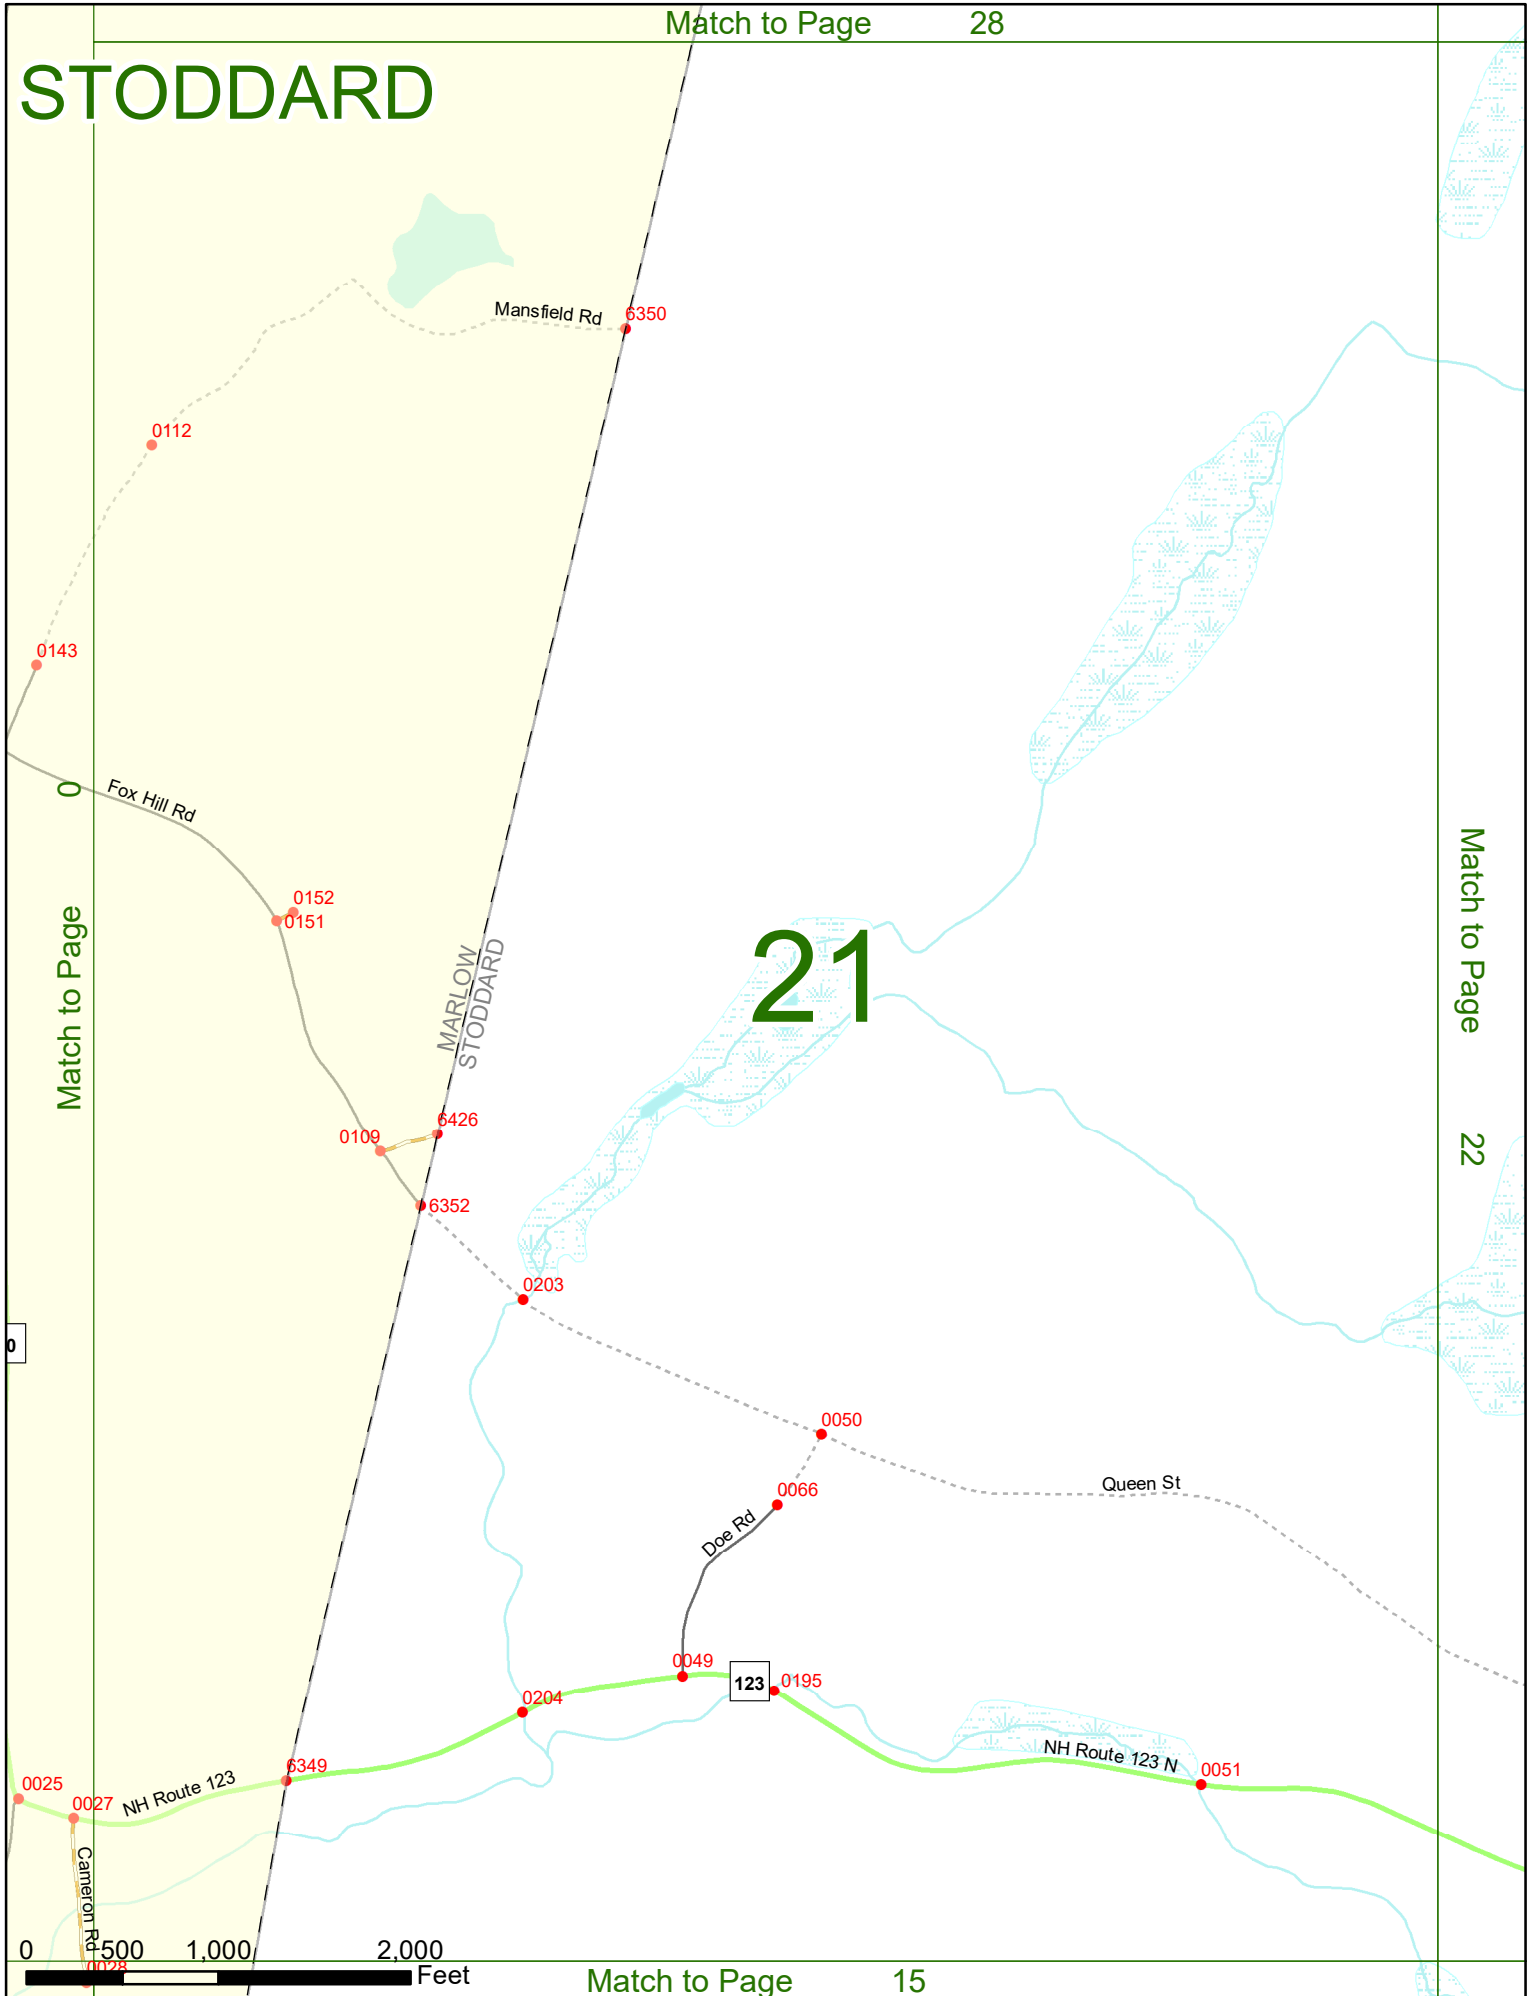 Match to Page 28
STODDARD
Mansfield Rd
6350
0112
0143
Fox Hill Rd
Match to Page 0
0152
0151
MARLOW
STODDARD
21
Match to Page 22
6426
0109
6352
0203
0
0050
Queen St
0066
Doe Rd
0049
123
0195
0204
NH Route 123 N
6349
0051
0025
NH Route 123
0027
Cameron Rd
0 500 1,000 2,000
0028
Feet
Match to Page 15